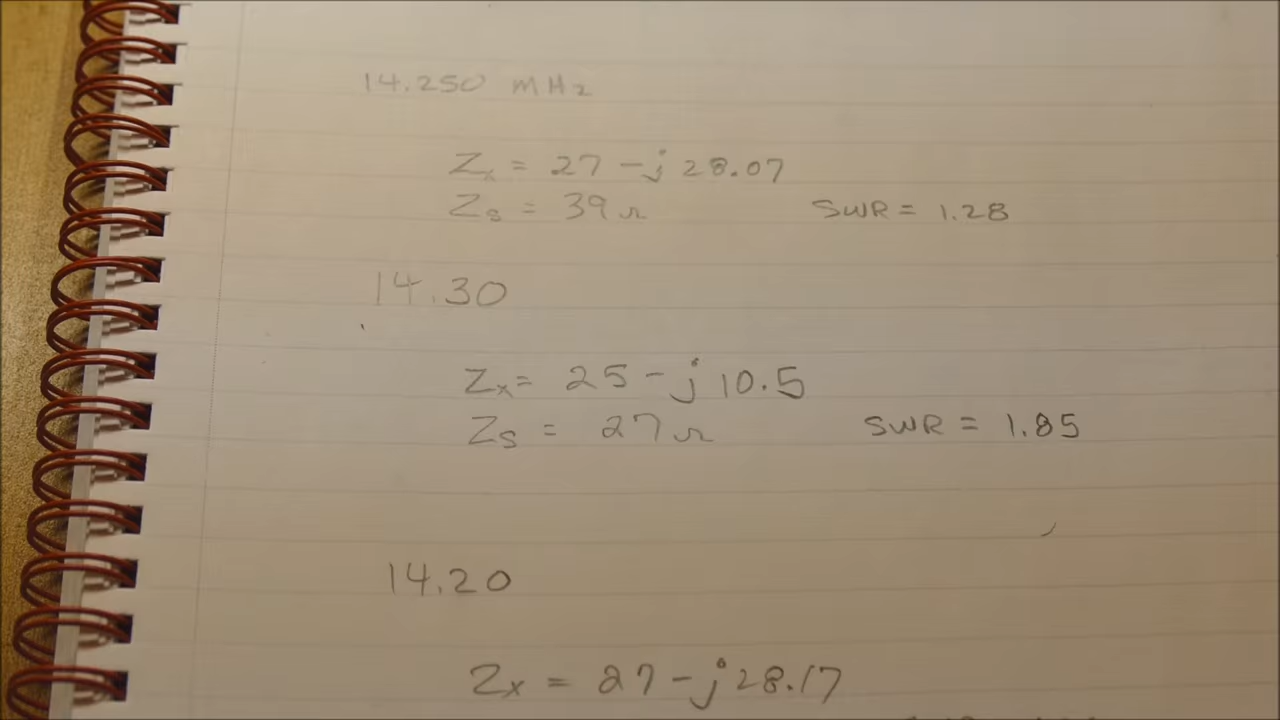 14.250 mHz
Zx = 27 - j 28.07
Zs = 39 Ω SWR = 1.28
14.30
Zx = 25 - j 10.5
Zs = 27 Ω SWR = 1.85
14.20
Zx = 27 - j 28.17